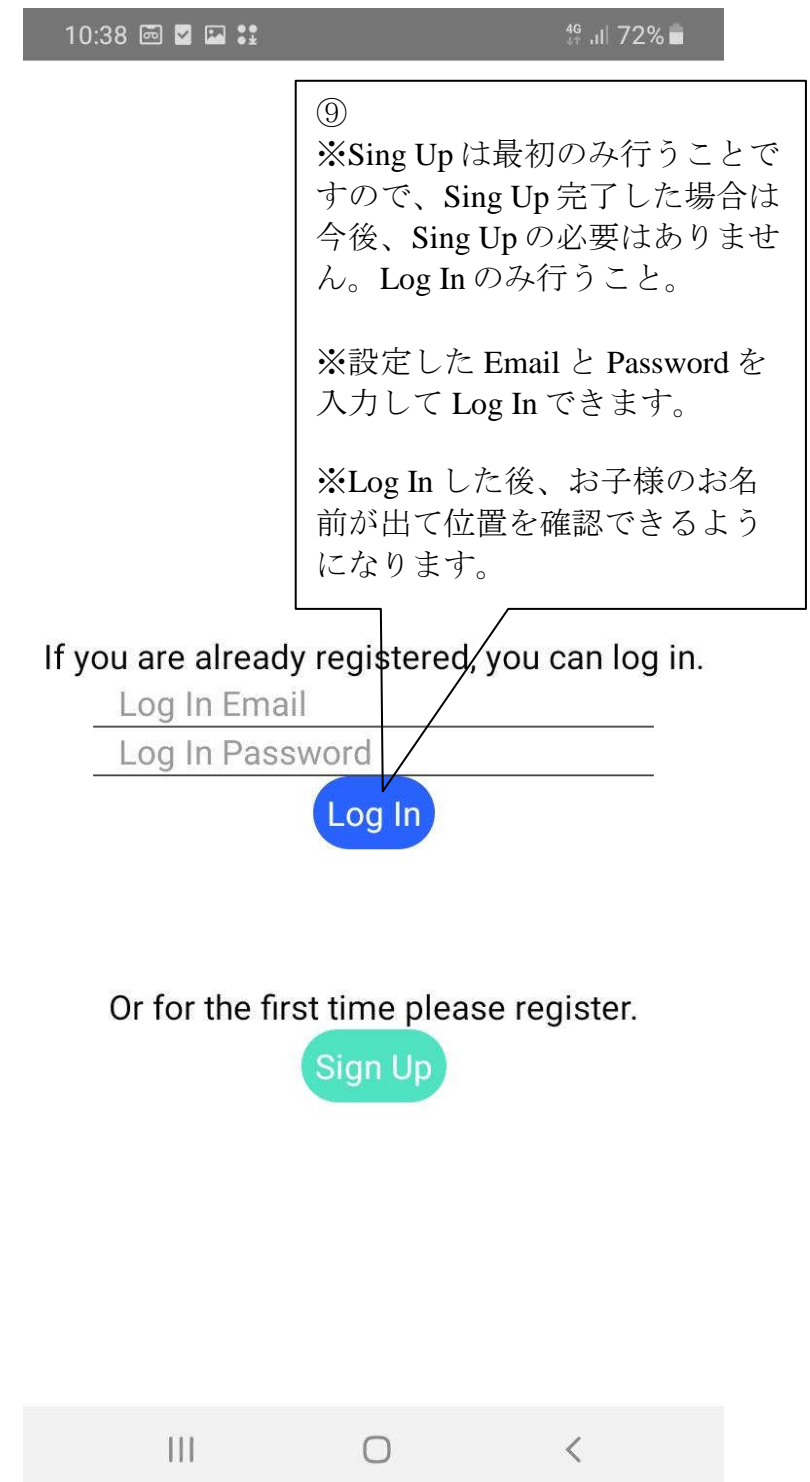 10:38
4G 72%
⑨
※Sing Up は最初のみ行うことで
すので、Sing Up 完了した場合は
今後、Sing Up の必要はありませ
ん。Log In のみ行うこと。
※設定した Email と Password を
入力して Log In できます。
※Log In した後、お子様のお名
前が出て位置を確認できるよう
になります。
If you are already registered, you can log in.
Log In Email
Log In Password
Log In
Or for the first time please register.
Sign Up